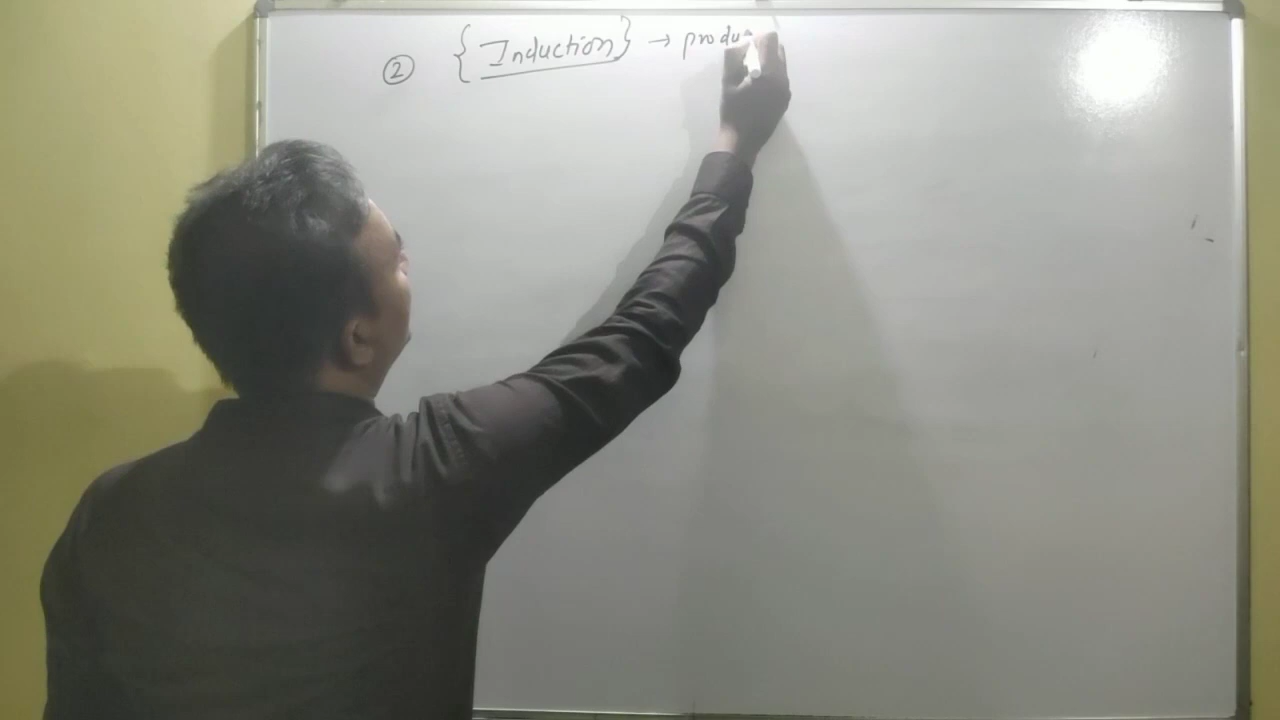 ② {Induction} → produ